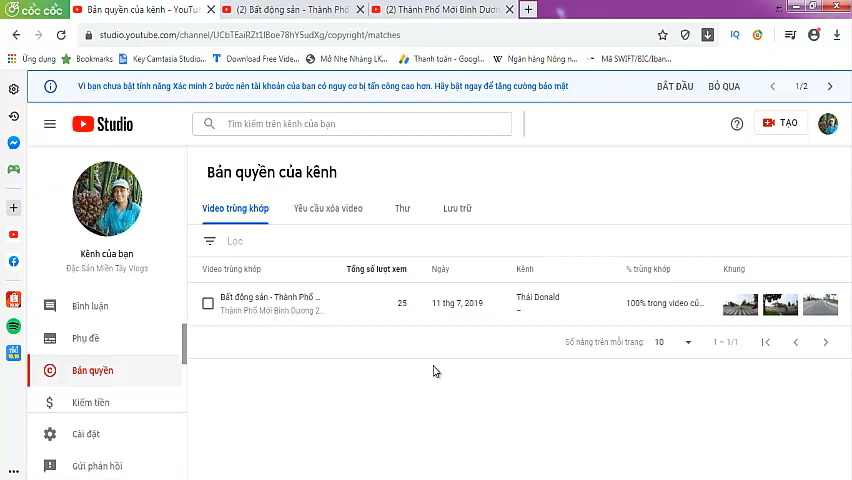 cốc cốc
Bản quyền của kênh - YouTu
(2) Bất động sản - Thành Phố
(2) Thành Phố Mới Bình Dươn
studio.youtube.com/channel/UCbTEaiRZt1IBoe78hY5udXg/copyright/matches
Ứng dụng
Bookmarks
Key Camtasia Studio...
Download Free Vide...
Mở Nhẹ Nhàng LK...
Thanh toán - Googl...
Ngân hàng Nông n...
Mã SWIFT/BIC/Iban...
Vì bạn chưa bật tính năng Xác minh 2 bước nên tài khoản của bạn có nguy cơ bị tấn công cao hơn. Hãy bật ngay để tăng cường bảo mật
BẮT ĐẦU
BỎ QUA
1/2
Studio
Tìm kiếm trên kênh của bạn
TẠO
Bản quyền của kênh
Video trùng khớp
Yêu cầu xóa video
Thư
Lưu trữ
Lọc
Video trùng khớp
Tổng số lượt xem
Ngày
Kênh
% trùng khớp
Khung
Bất động sản - Thành Phố ...
Thành Phố Mới Bình Dương 2...
25
11 thg 7, 2019
Thái Donald
–
100% trong video củ...
Số hàng trên mỗi trang:
10
1 – 1/1
Kênh của bạn
Đặc Sản Miền Tây Vlogs
Bình luận
Phụ đề
Bản quyền
Kiếm tiền
Cài đặt
Gửi phản hồi